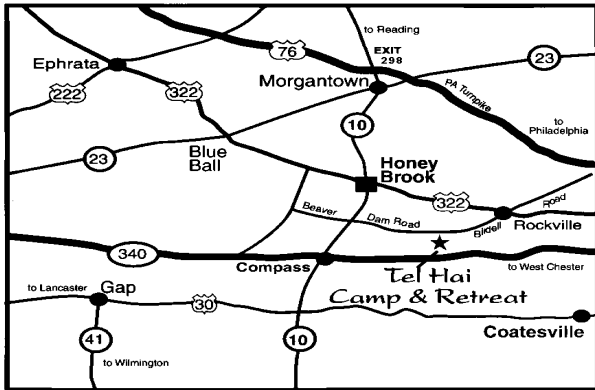 to Reading
76
EXIT
298
23
Ephrata
Morgantown
222
322
PA Turnpike
to
Philadelphia
10
23
Blue
Ball
Honey
Brook
322
Road
Beaver
Dam Road
Birdell
Rockville
340
Compass
to West Chester
Tel Hai
Camp & Retreat
to Lancaster
Gap
30
Coatesville
41
10
to Wilmington